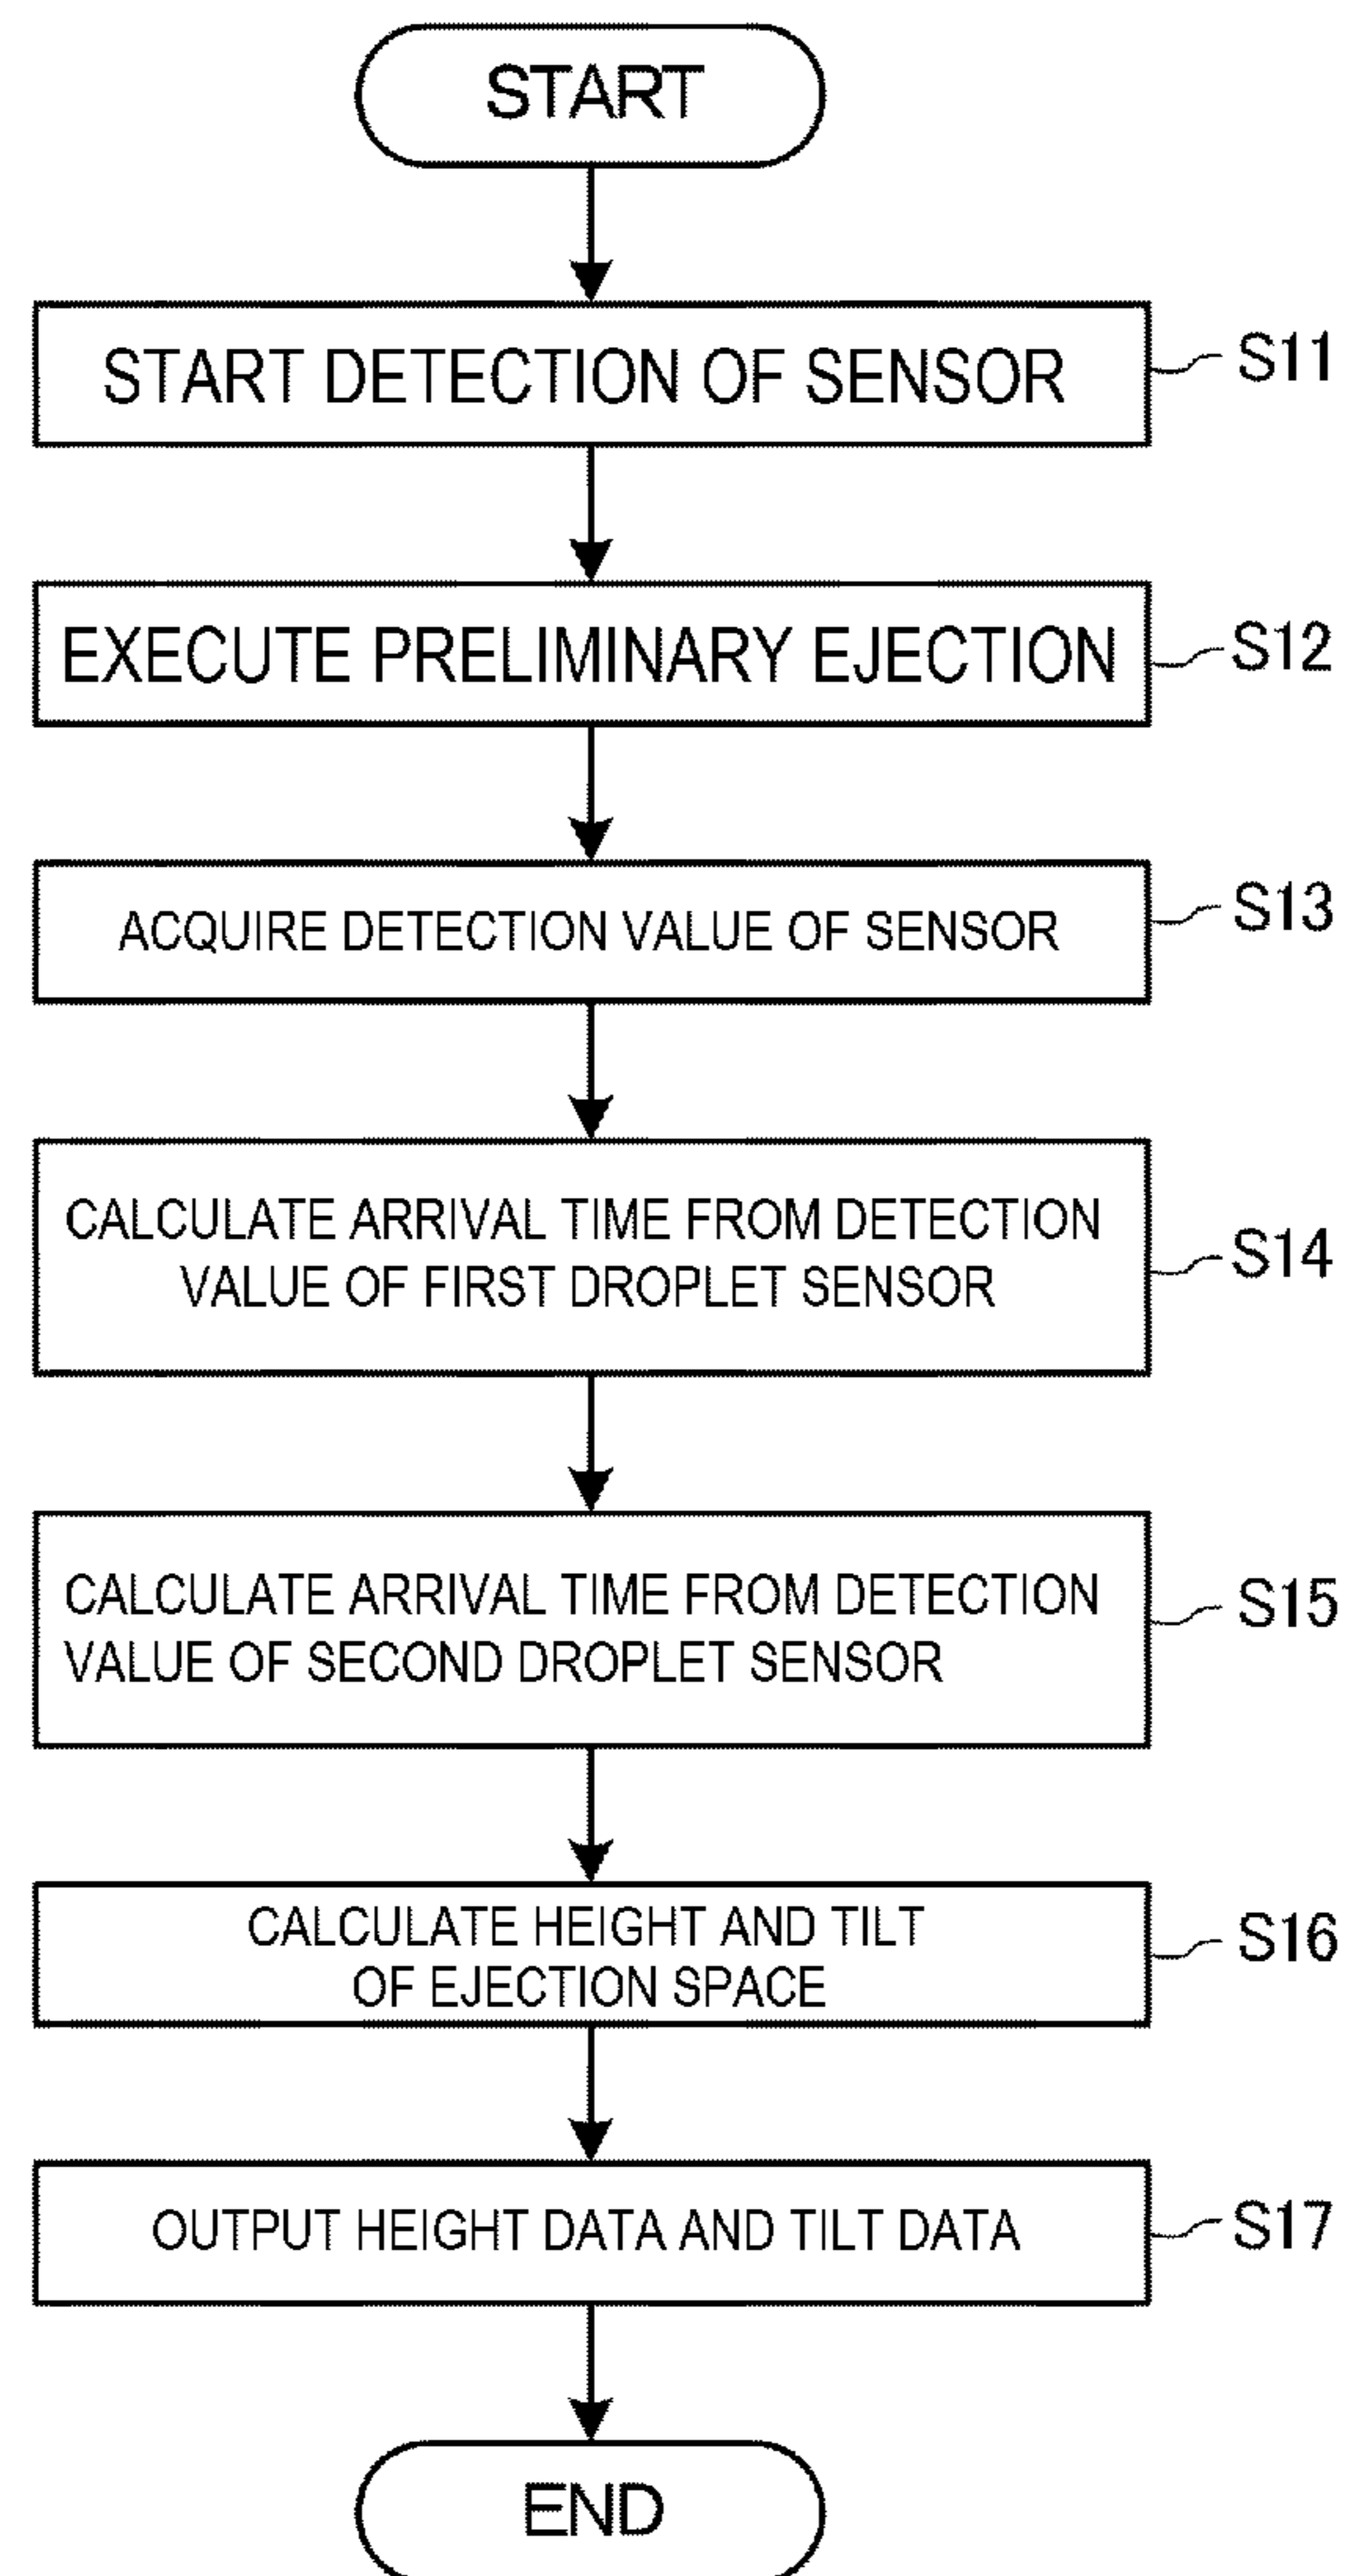 START
START DETECTION OF SENSOR
S11
EXECUTE PRELIMINARY EJECTION
S12
ACQUIRE DETECTION VALUE OF SENSOR
S13
CALCULATE ARRIVAL TIME FROM DETECTION
VALUE OF FIRST DROPLET SENSOR
S14
CALCULATE ARRIVAL TIME FROM DETECTION
VALUE OF SECOND DROPLET SENSOR
S15
CALCULATE HEIGHT AND TILT
OF EJECTION SPACE
S16
OUTPUT HEIGHT DATA AND TILT DATA
S17
END